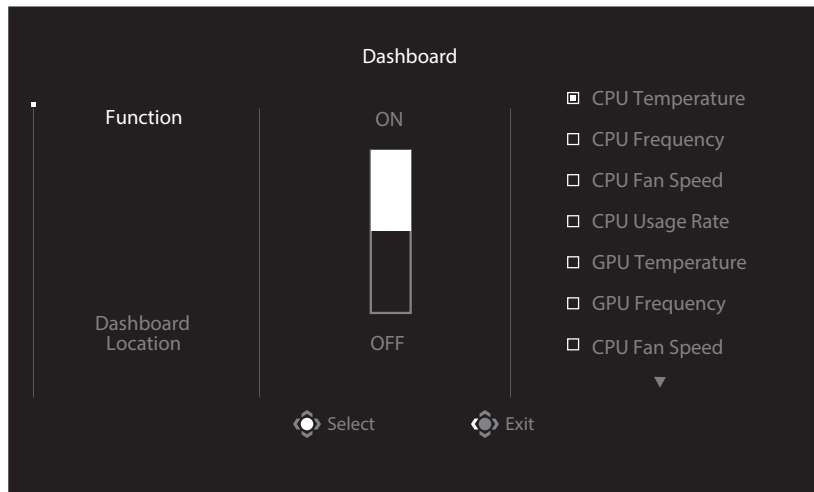 Dashboard
Function
Dashboard
Location
ON
OFF
CPU Temperature
CPU Frequency
CPU Fan Speed
CPU Usage Rate
GPU Temperature
GPU Frequency
CPU Fan Speed
Select
Exit